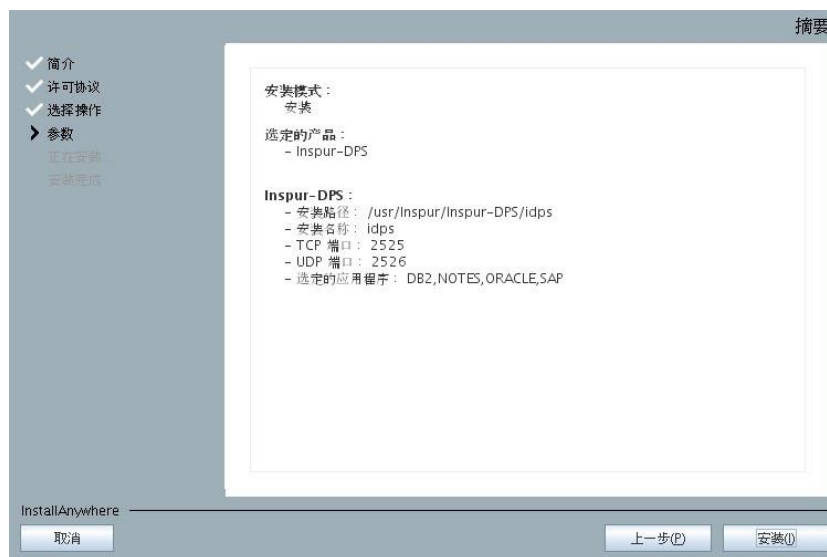 摘要
简介
许可协议
选择操作
参数
正在安装...
安装完成
安装模式：
安装
选定的产品：
- Inspur-DPS
Inspur-DPS：
- 安装路径： /usr/Inspur/Inspur-DPS/idps
- 安装名称： idps
- TCP 端口： 2525
- UDP 端口： 2526
- 选定的应用程序： DB2,NOTES,ORACLE,SAP
InstallAnywhere
取消
上一步(P)
安装(I)